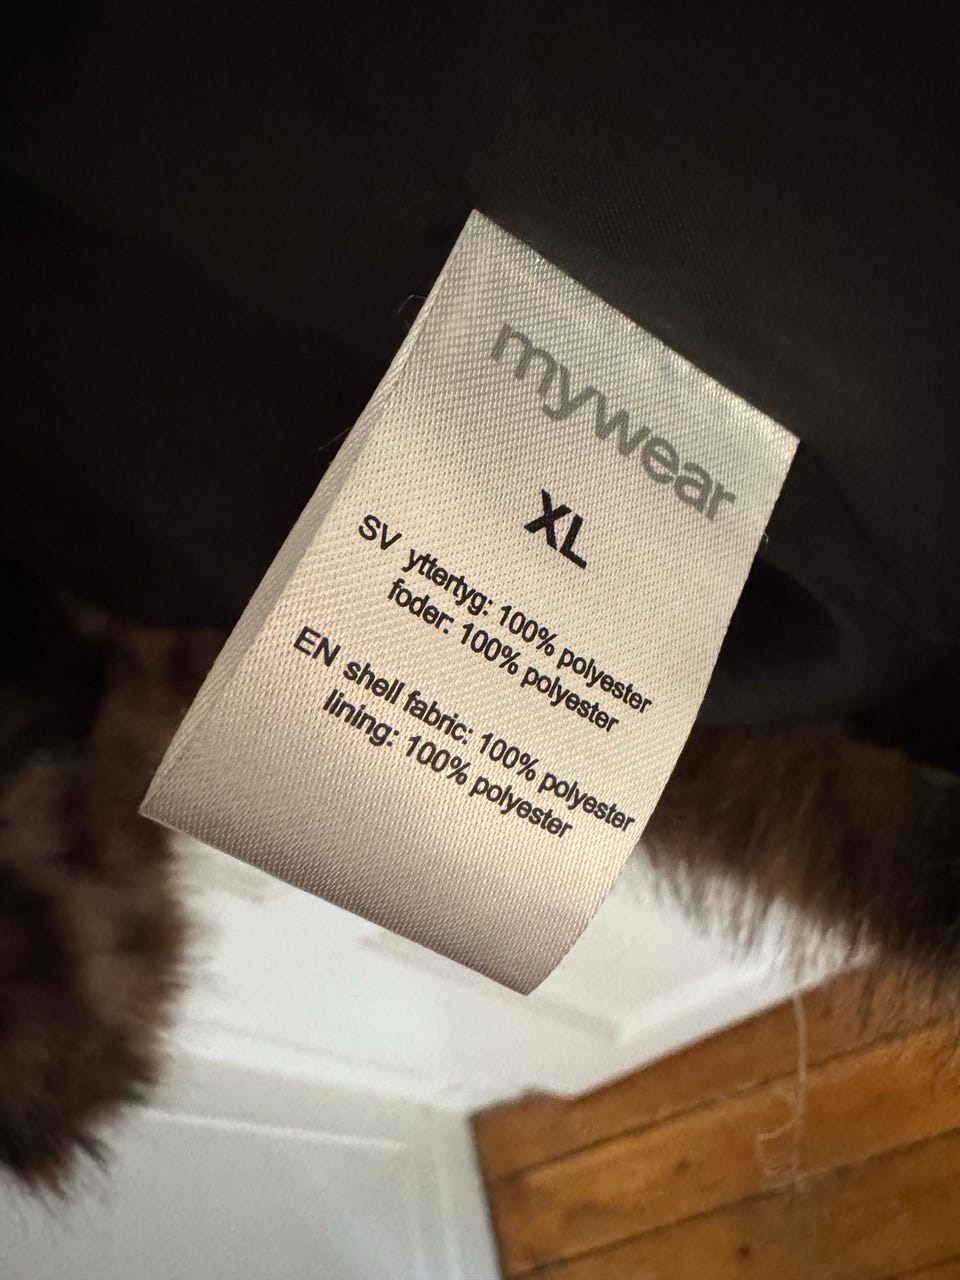 mywear
XL
SV yttertyg: 100% polyester
foder: 100% polyester
EN shell fabric: 100% polyester
lining: 100% polyester